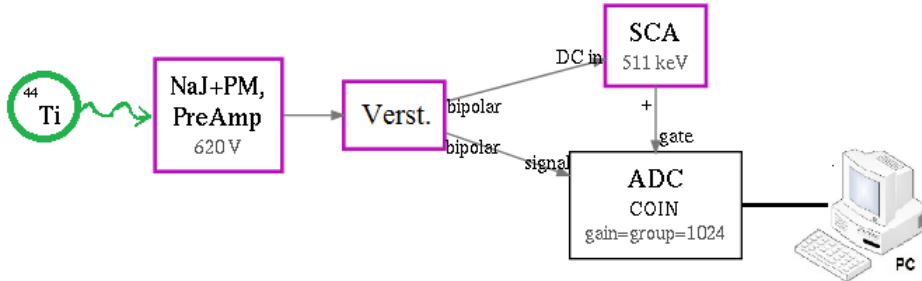 44
Ti
NaJ+PM,
PreAmp
620 V
Verst.
bipolar
bipolar
DC in
SCA
511 keV
+
gate
signal
ADC
COIN
gain=group=1024
PC